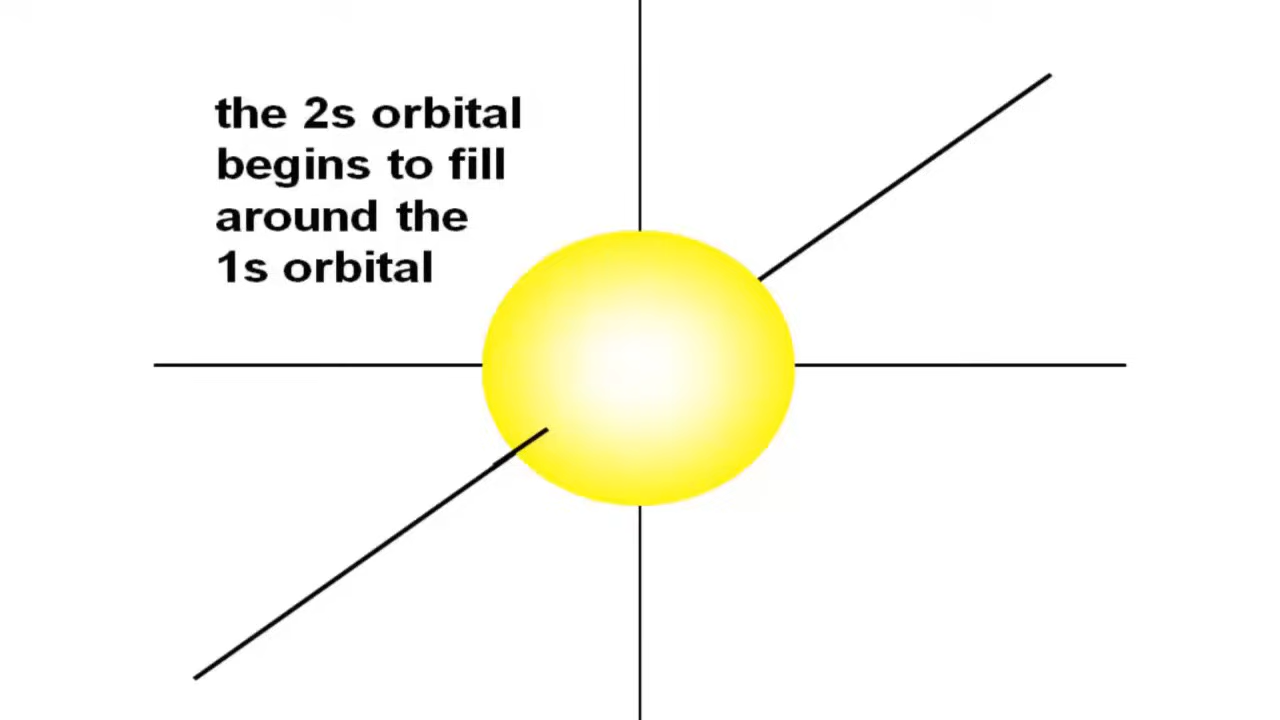 the 2s orbital
begins to fill
around the
1s orbital